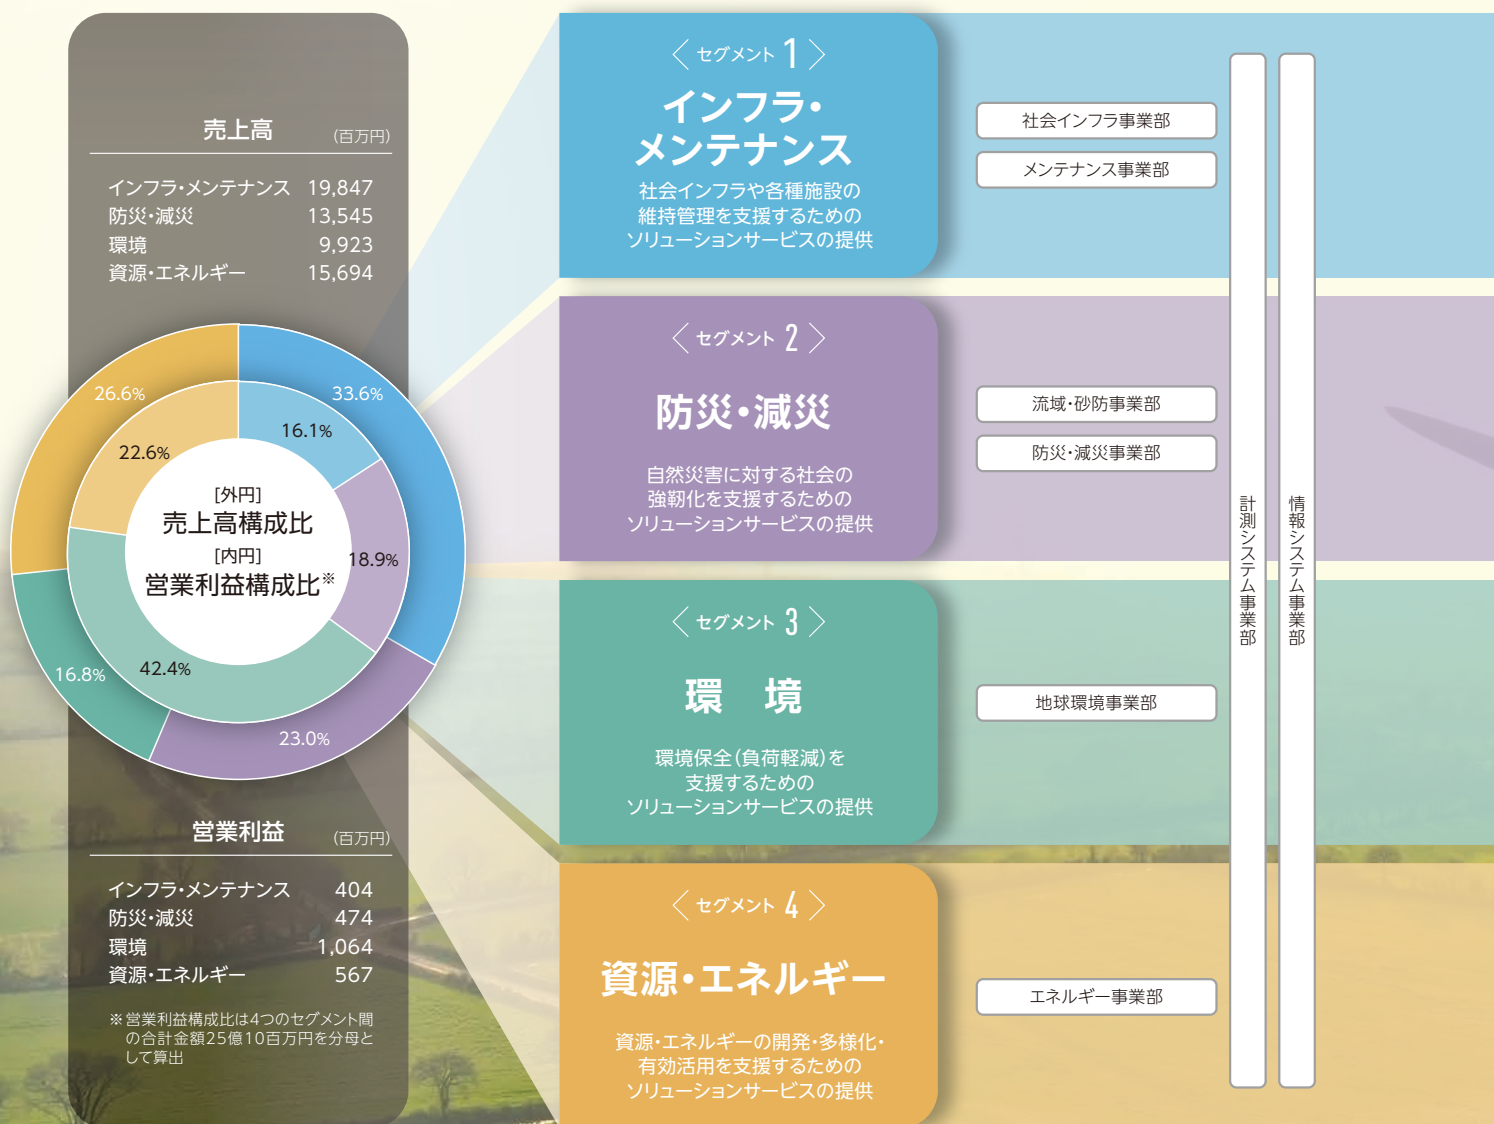 売上高 (百万円)
インフラ・メンテナンス 19,847
防災・減災 13,545
環境 9,923
資源・エネルギー 15,694
26.6%
33.6%
16.1%
22.6%
[外円]
売上高構成比
[内円]
営業利益構成比※
18.9%
42.4%
16.8%
23.0%
営業利益 (百万円)
インフラ・メンテナンス 404
防災・減災 474
環境 1,064
資源・エネルギー 567
※営業利益構成比は4つのセグメント間
の合計金額25億10百万円を分母と
して算出
〈セグメント 1〉
インフラ・
メンテナンス
社会インフラや各種施設の
維持管理を支援するための
ソリューションサービスの提供
社会インフラ事業部
メンテナンス事業部
〈セグメント 2〉
防災・減災
自然災害に対する社会の
強靭化を支援するための
ソリューションサービスの提供
流域・砂防事業部
防災・減災事業部
〈セグメント 3〉
環 境
環境保全(負荷軽減)を
支援するための
ソリューションサービスの提供
地球環境事業部
〈セグメント 4〉
資源・エネルギー
資源・エネルギーの開発・多様化・
有効活用を支援するための
ソリューションサービスの提供
エネルギー事業部
計測システム事業部
情報システム事業部